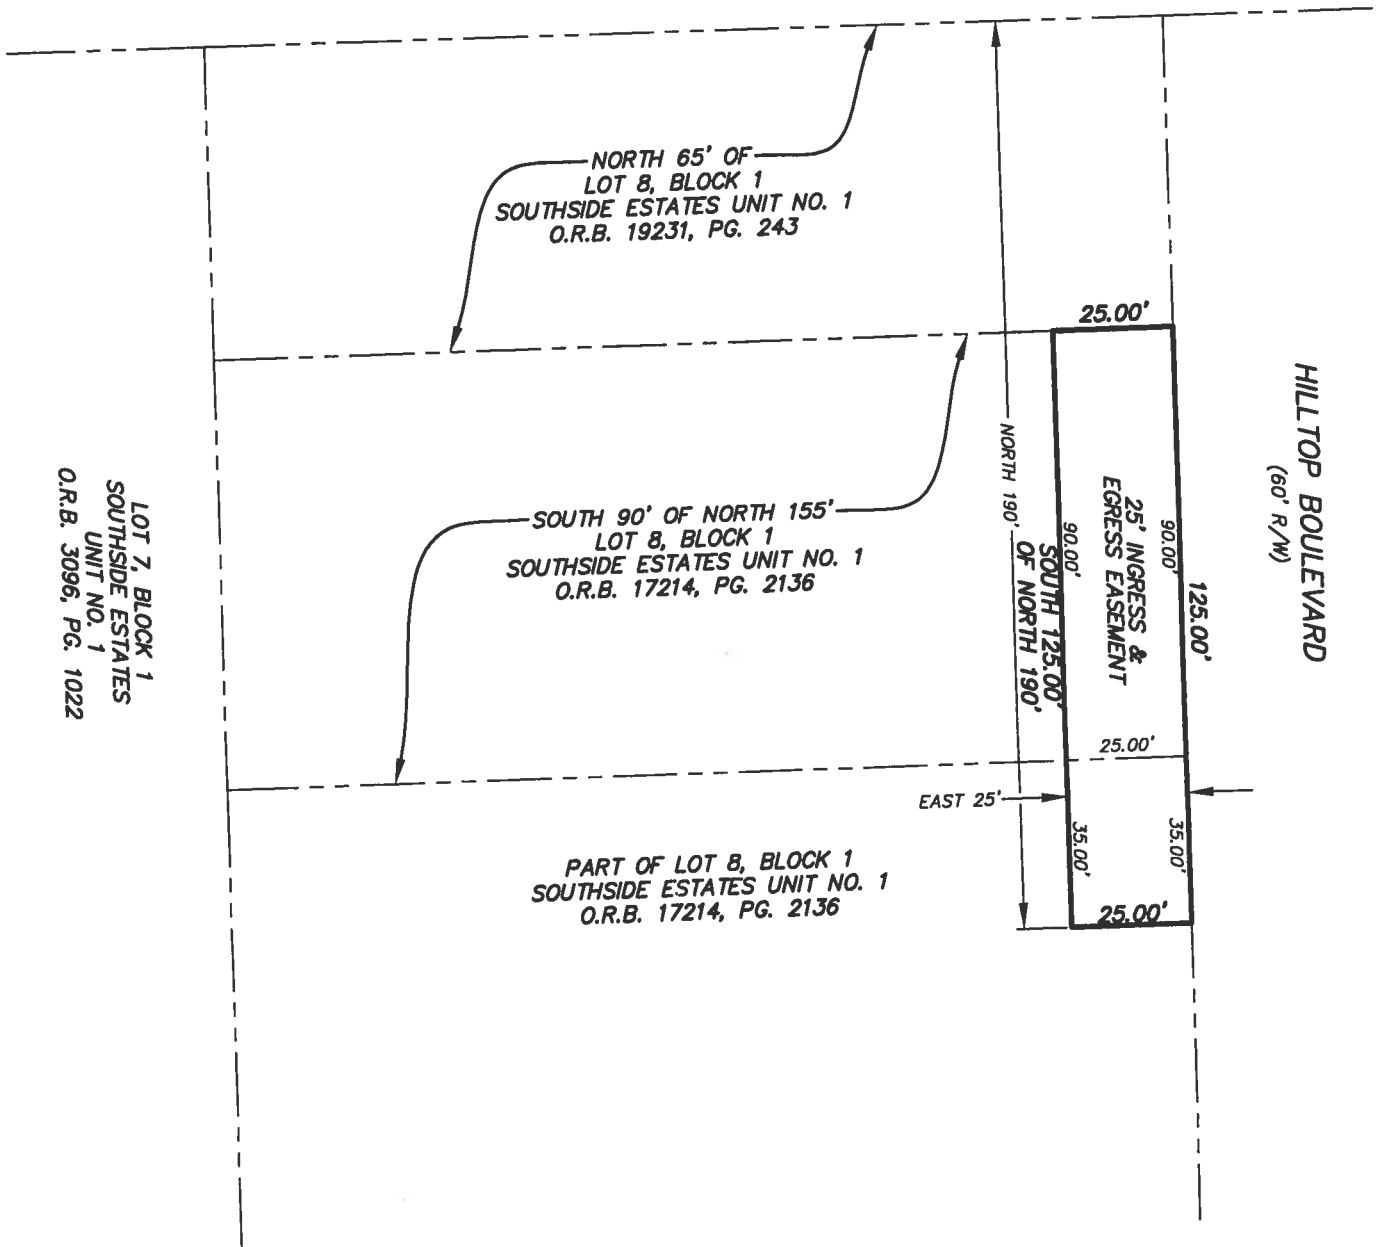 NORTH 65' OF
LOT 8, BLOCK 1
SOUTHSIDE ESTATES UNIT NO. 1
O.R.B. 19231, PG. 243
25.00'
HILLTOP BOULEVARD
(60' R/W)
NORTH 190'
SOUTH 125.00'
OF NORTH 190'
90.00'
25' INGRESS &
EGRESS EASEMENT
90.00'
125.00'
SOUTH 90' OF NORTH 155'
LOT 8, BLOCK 1
SOUTHSIDE ESTATES UNIT NO. 1
O.R.B. 17214, PG. 2136
LOT 7, BLOCK 1
SOUTHSIDE ESTATES
UNIT NO. 1
O.R.B. 3096, PG. 1022
25.00'
EAST 25'
35.00'
35.00'
25.00'
PART OF LOT 8, BLOCK 1
SOUTHSIDE ESTATES UNIT NO. 1
O.R.B. 17214, PG. 2136